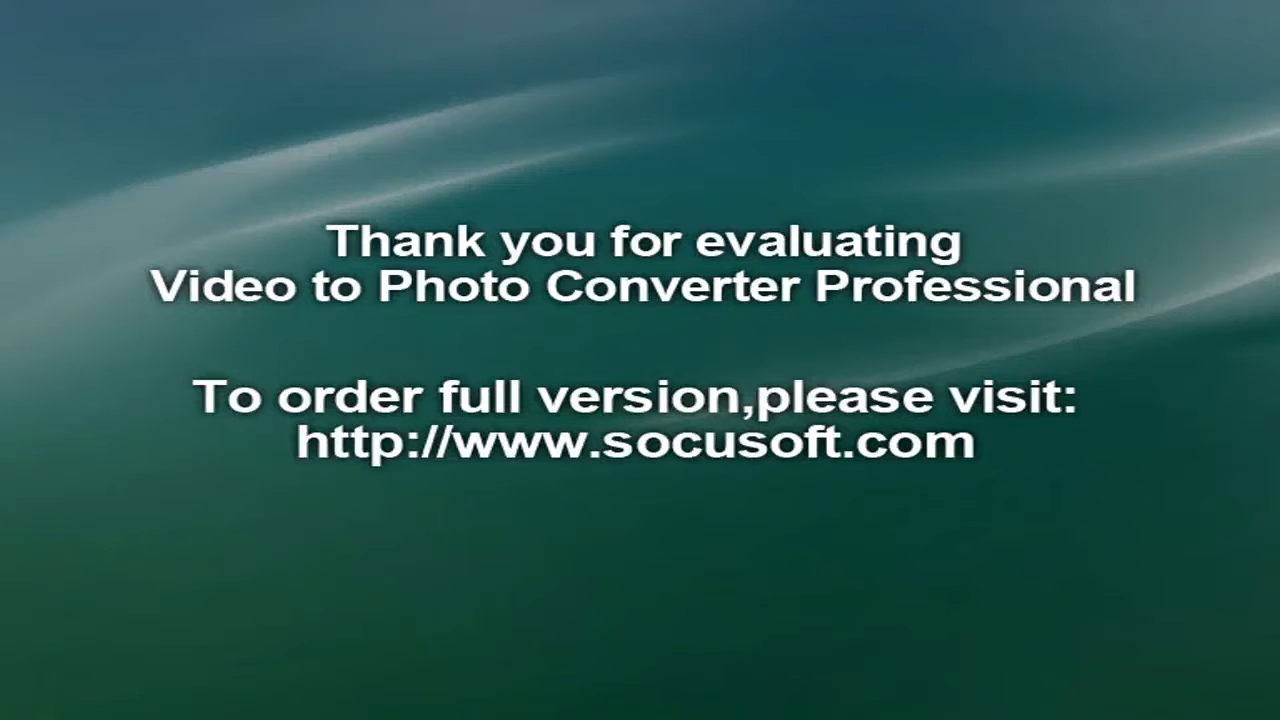 Thank you for evaluating
Video to Photo Converter Professional
To order full version,please visit:
http://www.socusoft.com